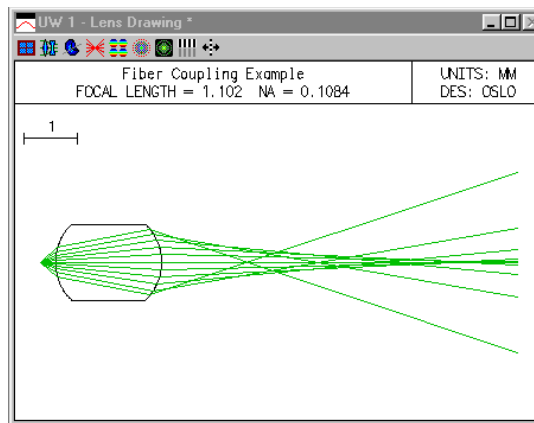 UW 1 - Lens Drawing *
Fiber Coupling Example
FOCAL LENGTH = 1.102 NA = 0.1084
UNITS: MM
DES: OSLO
1